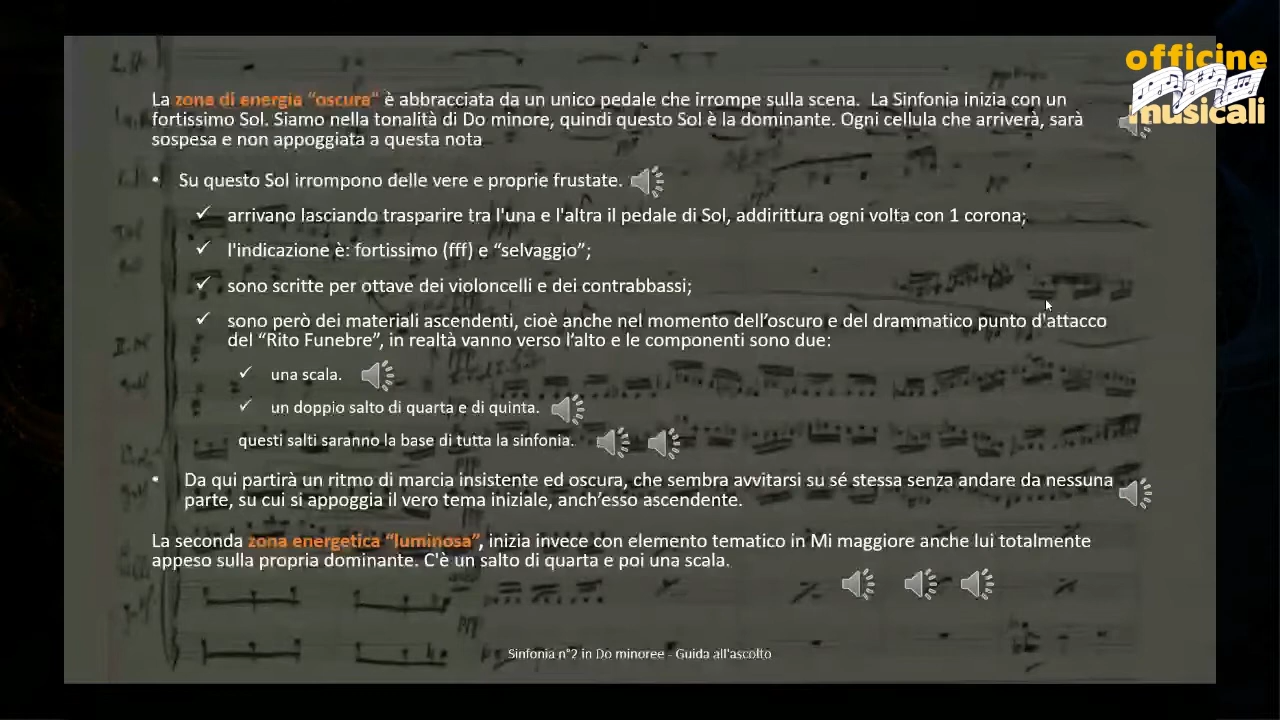 officine
musicali
La zona di energia “oscura” è abbracciata da un unico pedale che irrompe sulla scena. La Sinfonia inizia con un
fortissimo Sol. Siamo nella tonalità di Do minore, quindi questo Sol è la dominante. Ogni cellula che arriverà, sarà
sospesa e non appoggiata a questa nota
• Su questo Sol irrompono delle vere e proprie frustate.
✓ arrivano lasciando trasparire tra l'una e l'altra il pedale di Sol, addirittura ogni volta con 1 corona;
✓ l'indicazione è: fortissimo (fff) e “selvaggio”;
✓ sono scritte per ottave dei violoncelli e dei contrabbassi;
✓ sono però dei materiali ascendenti, cioè anche nel momento dell’oscuro e del drammatico punto d'attacco
del “Rito Funebre”, in realtà vanno verso l’alto e le componenti sono due:
✓ una scala.
✓ un doppio salto di quarta e di quinta.
questi salti saranno la base di tutta la sinfonia.
• Da qui partirà un ritmo di marcia insistente ed oscura, che sembra avvitarsi su sé stessa senza andare da nessuna
parte, su cui si appoggia il vero tema iniziale, anch’esso ascendente.
La seconda zona energetica “luminosa”, inizia invece con elemento tematico in Mi maggiore anche lui totalmente
appeso sulla propria dominante. C'è un salto di quarta e poi una scala.
Sinfonia n°2 in Do minoree - Guida all'ascolto